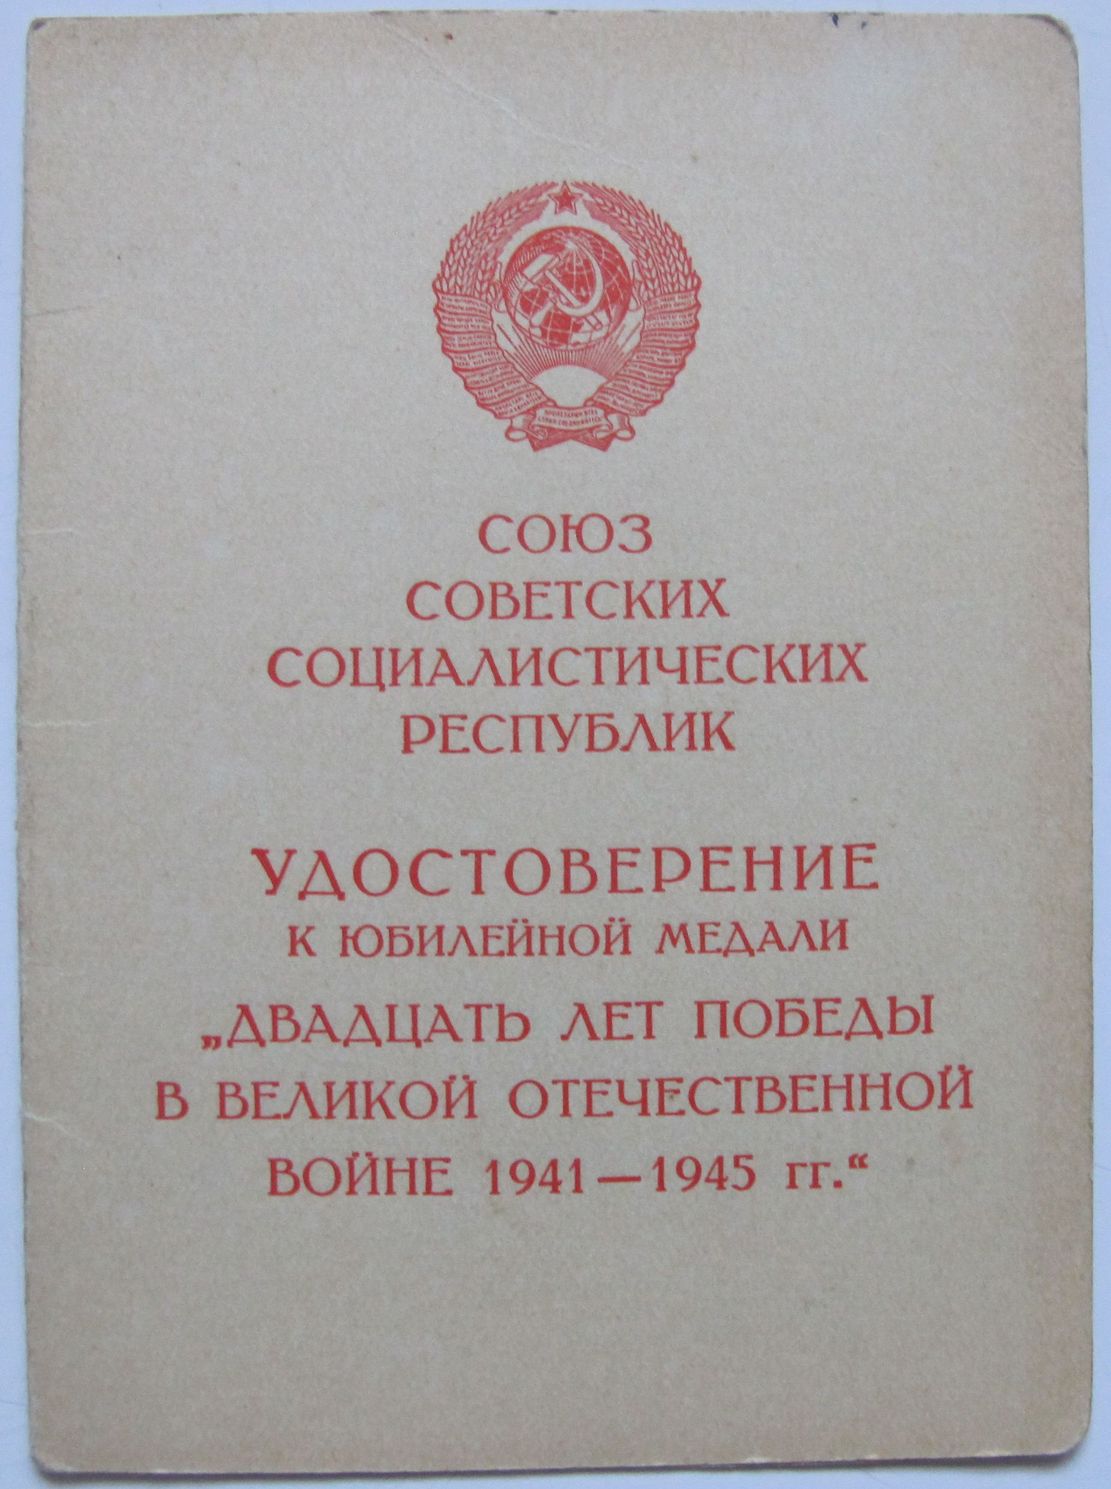 СОЮЗ
СОВЕТСКИХ
СОЦИАЛИСТИЧЕСКИХ
РЕСПУБЛИК
УДОСТОВЕРЕНИЕ
К ЮБИЛЕЙНОЙ МЕДАЛИ
„ДВАДЦАТЬ ЛЕТ ПОБЕДЫ
В ВЕЛИКОЙ ОТЕЧЕСТВЕННОЙ
ВОЙНЕ 1941—1945 гг.“